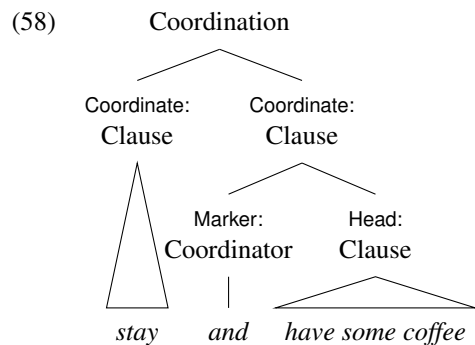 (58) Coordination
Coordinate: Coordinate:
Clause Clause
Marker: Head:
Coordinator Clause
stay and have some coffee